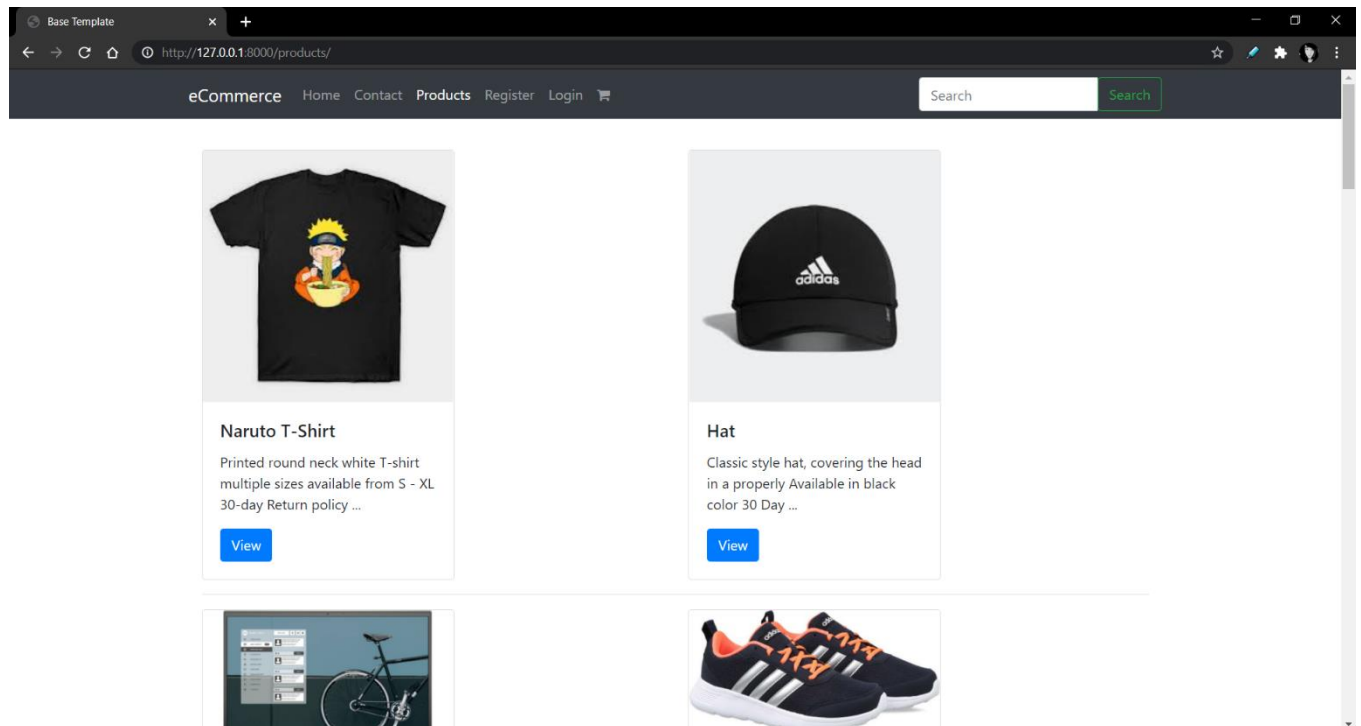 Base Template
http://127.0.0.1:8000/products/
eCommerce Home Contact Products Register Login Search Search
adidas
Naruto T-Shirt
Printed round neck white T-shirt
multiple sizes available from S - XL
30-day Return policy ...
View
Hat
Classic style hat, covering the head
in a properly Available in black
color 30 Day ...
View
adidas